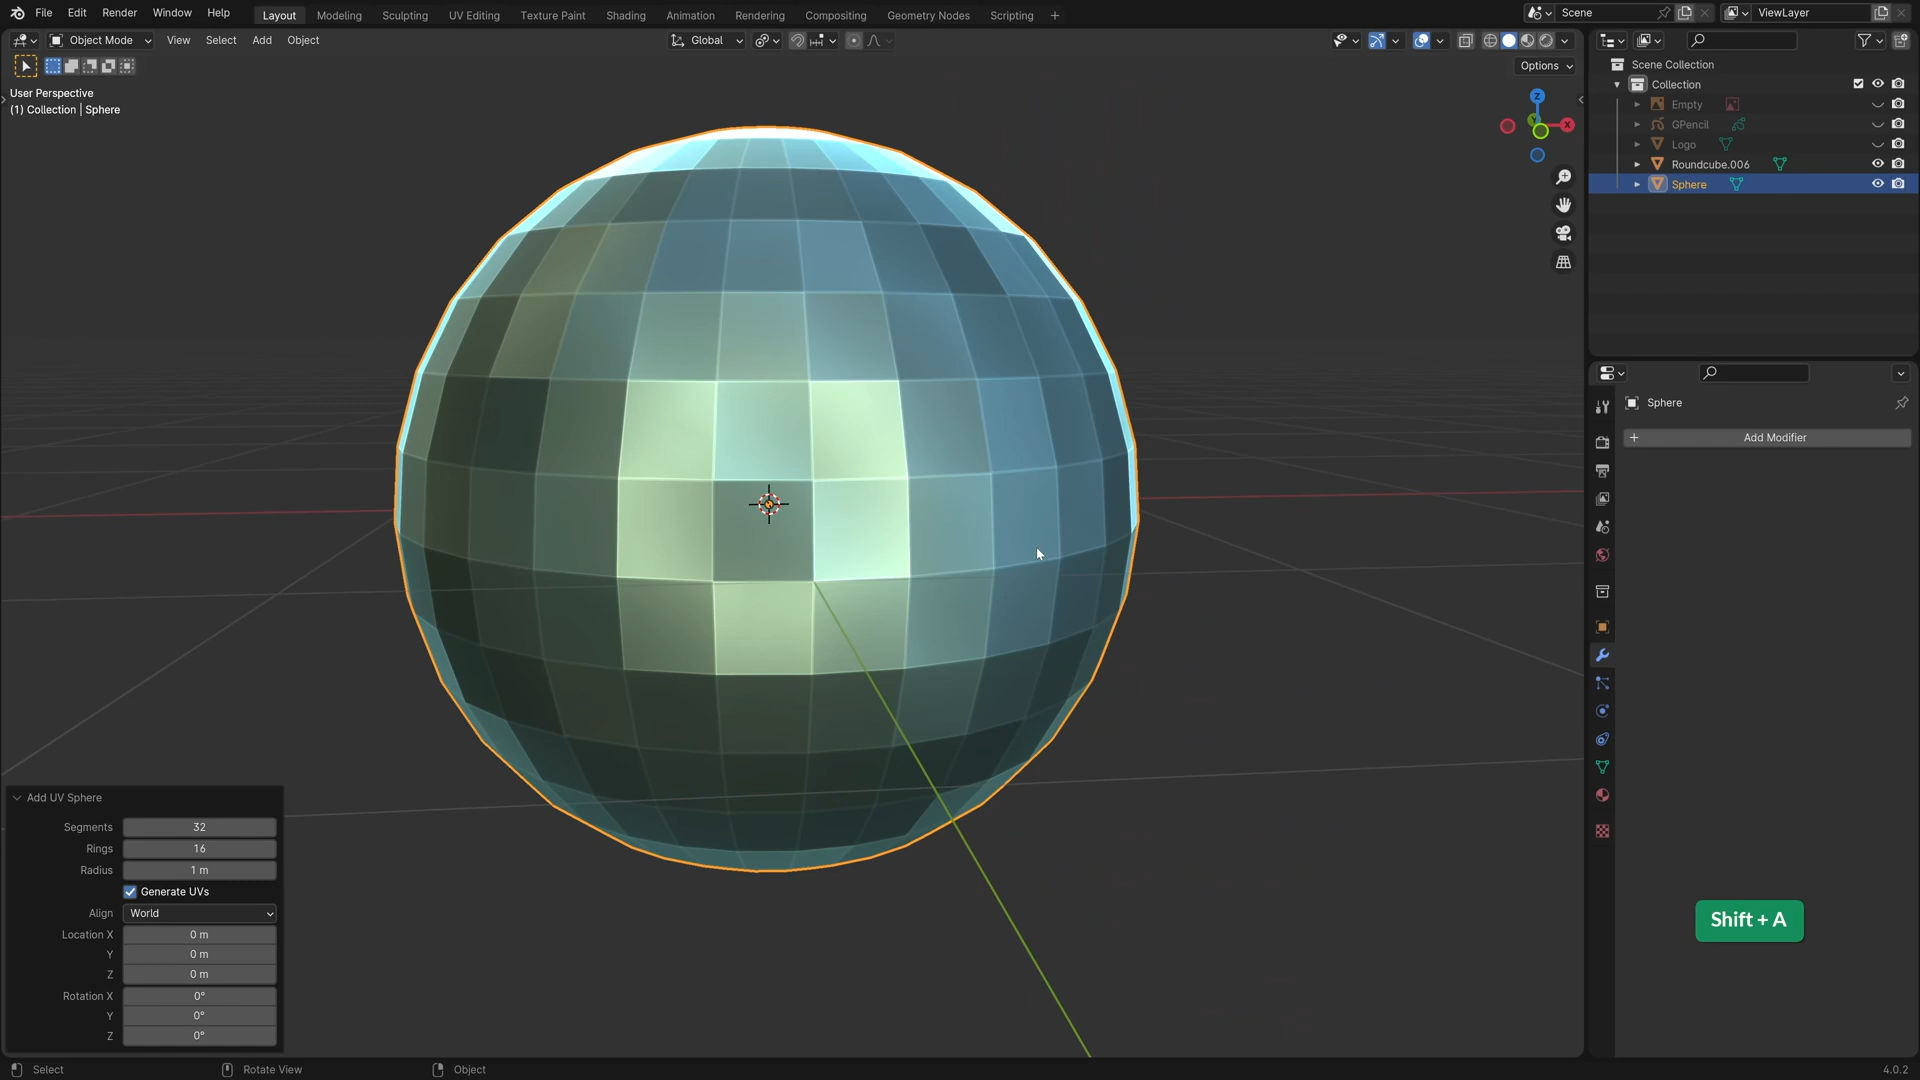 File Edit Render Window Help Layout Modeling Sculpting UV Editing Texture Paint Shading Animation Rendering Compositing Geometry Nodes Scripting + Scene ViewLayer
Object Mode View Select Add Object Global
Options
User Perspective
(1) Collection | Sphere
Z
X
Scene Collection
Collection
Empty
GPencil
Logo
Roundcube.006
Sphere
Sphere
+ Add Modifier
Add UV Sphere
Segments 32
Rings 16
Radius 1 m
Generate UVs
Align World
Location X 0 m
Y 0 m
Z 0 m
Rotation X 0°
Y 0°
Z 0°
Shift + A
Select Rotate View Object 4.0.2